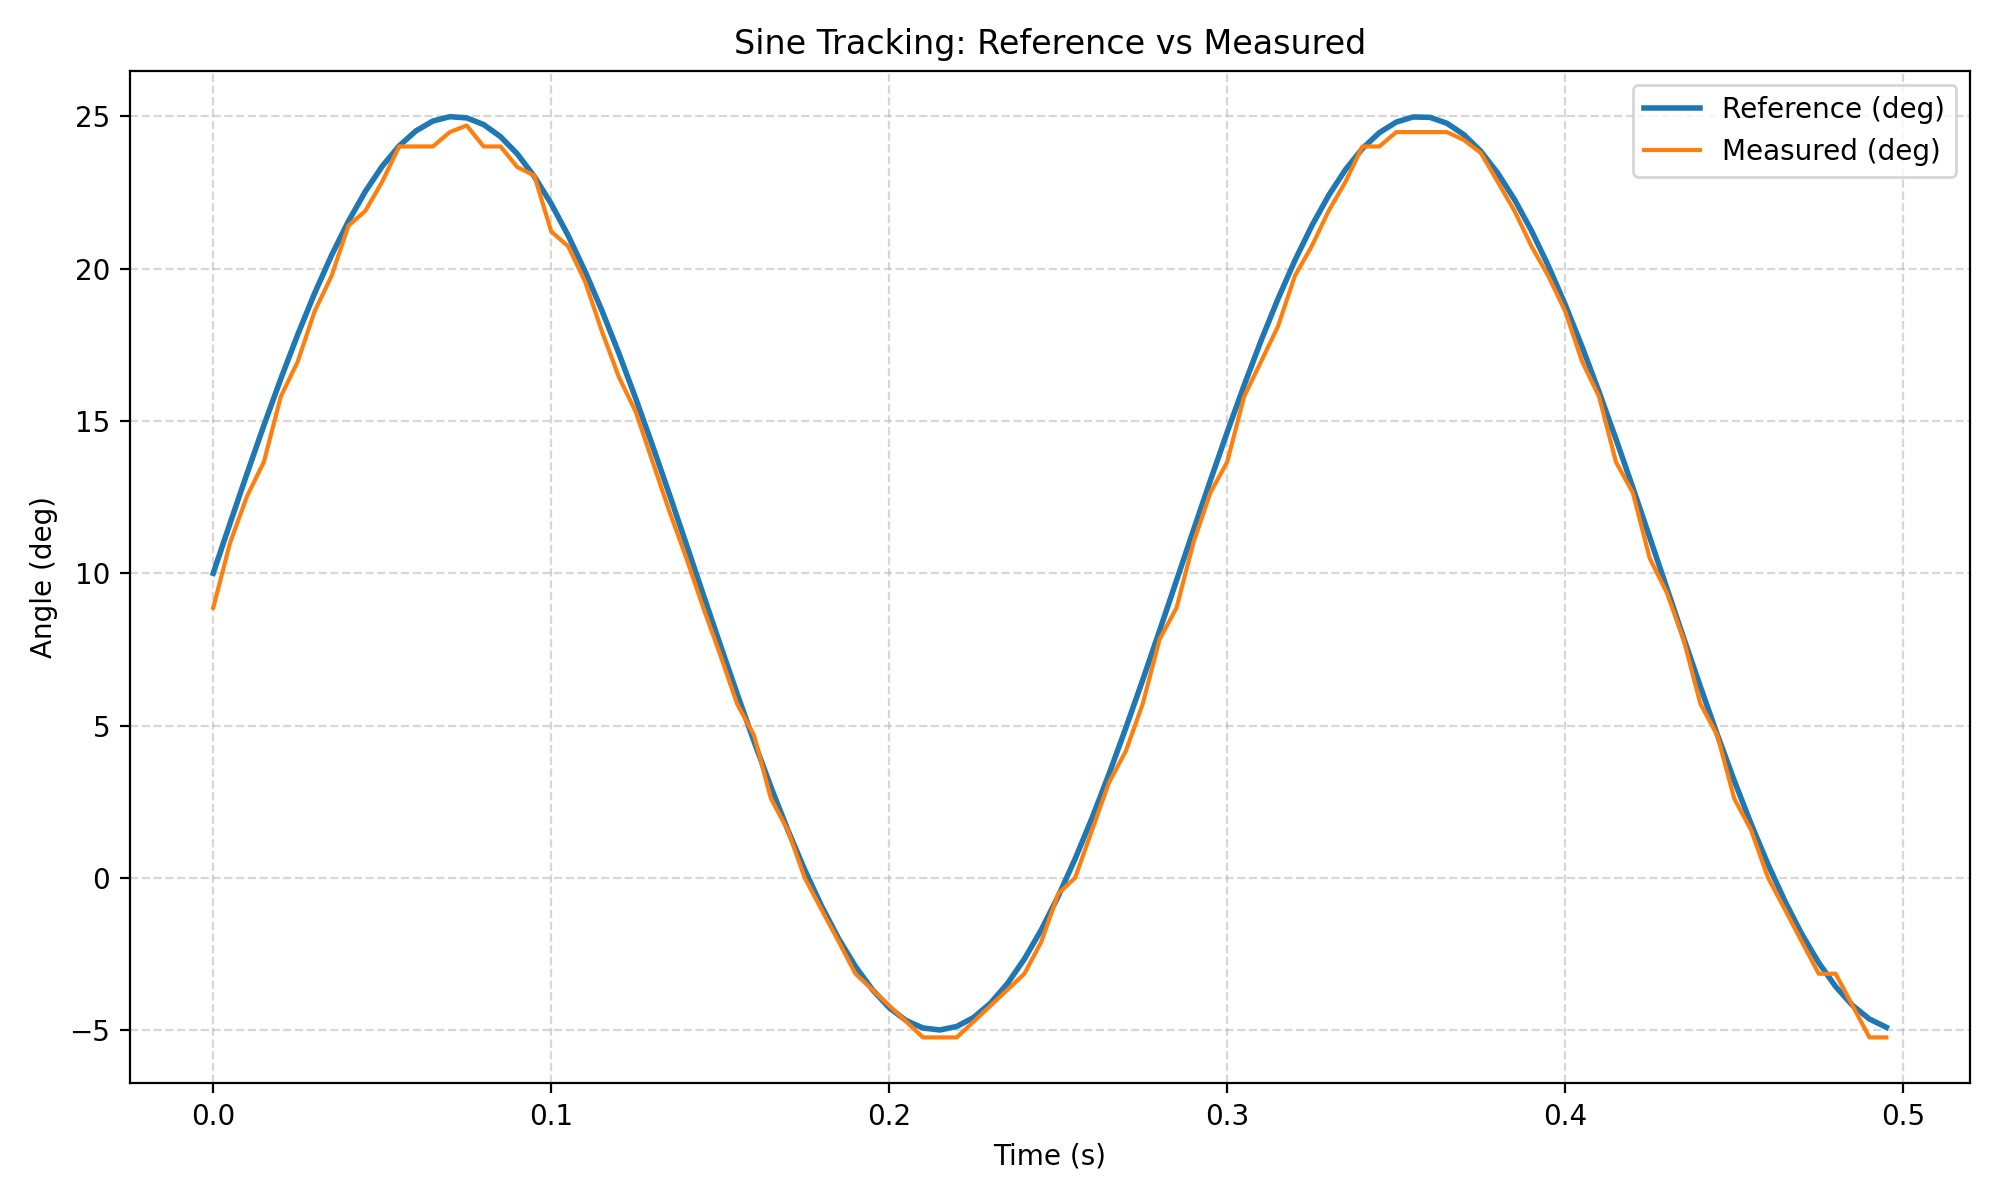 Sine Tracking: Reference vs Measured
Reference (deg)
Measured (deg)
Angle (deg)
25
20
15
10
5
0
−5
0.0 0.1 0.2 0.3 0.4 0.5
Time (s)